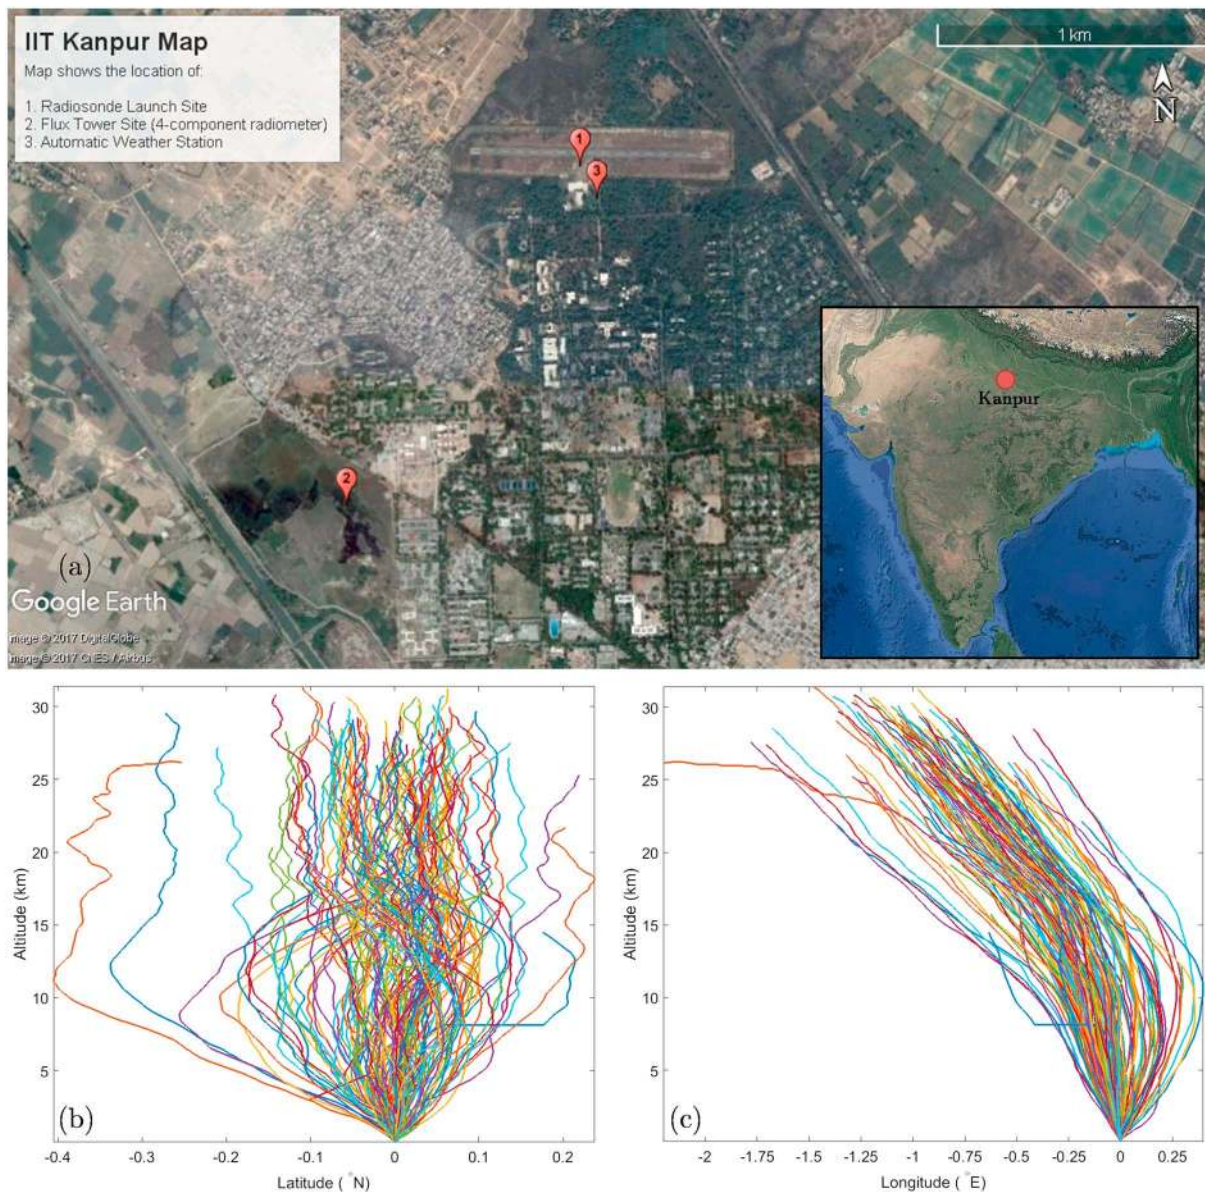 IIT Kanpur Map
Map shows the location of:
1. Radiosonde Launch Site
2. Flux Tower Site (4-component radiometer)
3. Automatic Weather Station
1 km
N
1
3
Kanpur
2
(a)
Google Earth
Image © 2017 DigitalGlobe
Image © 2017 CNES / Airbus
30
25
20
15
10
5
Altitude (km)
(b)
-0.4
-0.3
-0.2
-0.1
0
0.1
0.2
Latitude (°N)
30
25
20
15
10
5
Altitude (km)
(c)
-2
-1.75
-1.5
-1.25
-1
-0.75
-0.5
-0.25
0
0.25
Longitude (°E)